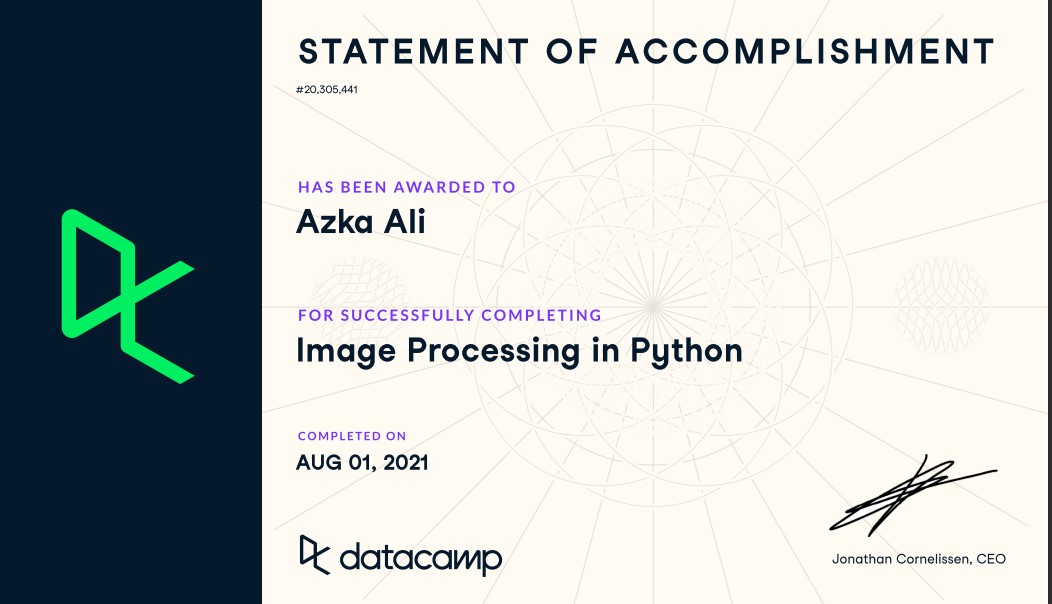 STATEMENT OF ACCOMPLISHMENT
#20,305,441
HAS BEEN AWARDED TO
Azka Ali
FOR SUCCESSFULLY COMPLETING
Image Processing in Python
COMPLETED ON
AUG 01, 2021
datacamp
Jonathan Cornelissen, CEO